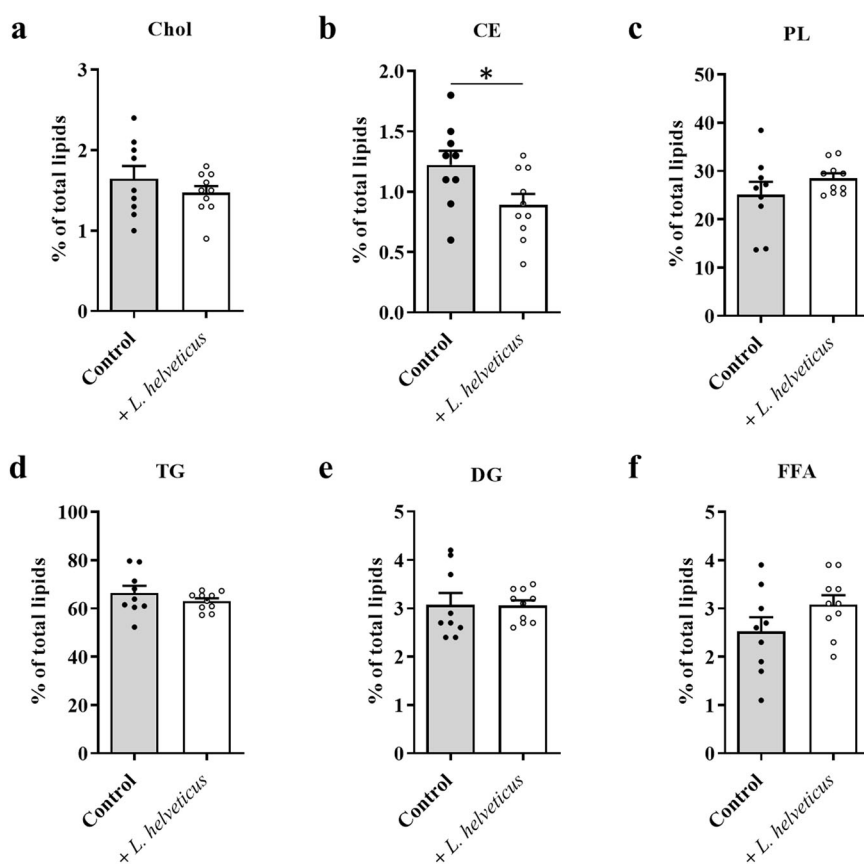 a
Chol
% of total lipids
3
2
1
0
Control
+ L. helveticus
b
CE
% of total lipids
2.0
1.5
1.0
0.5
0.0
*
Control
+ L. helveticus
c
PL
% of total lipids
50
40
30
20
10
0
Control
+ L. helveticus
d
TG
% of total lipids
100
80
60
40
20
0
Control
+ L. helveticus
e
DG
% of total lipids
5
4
3
2
1
0
Control
+ L. helveticus
f
FFA
% of total lipids
5
4
3
2
1
0
Control
+ L. helveticus